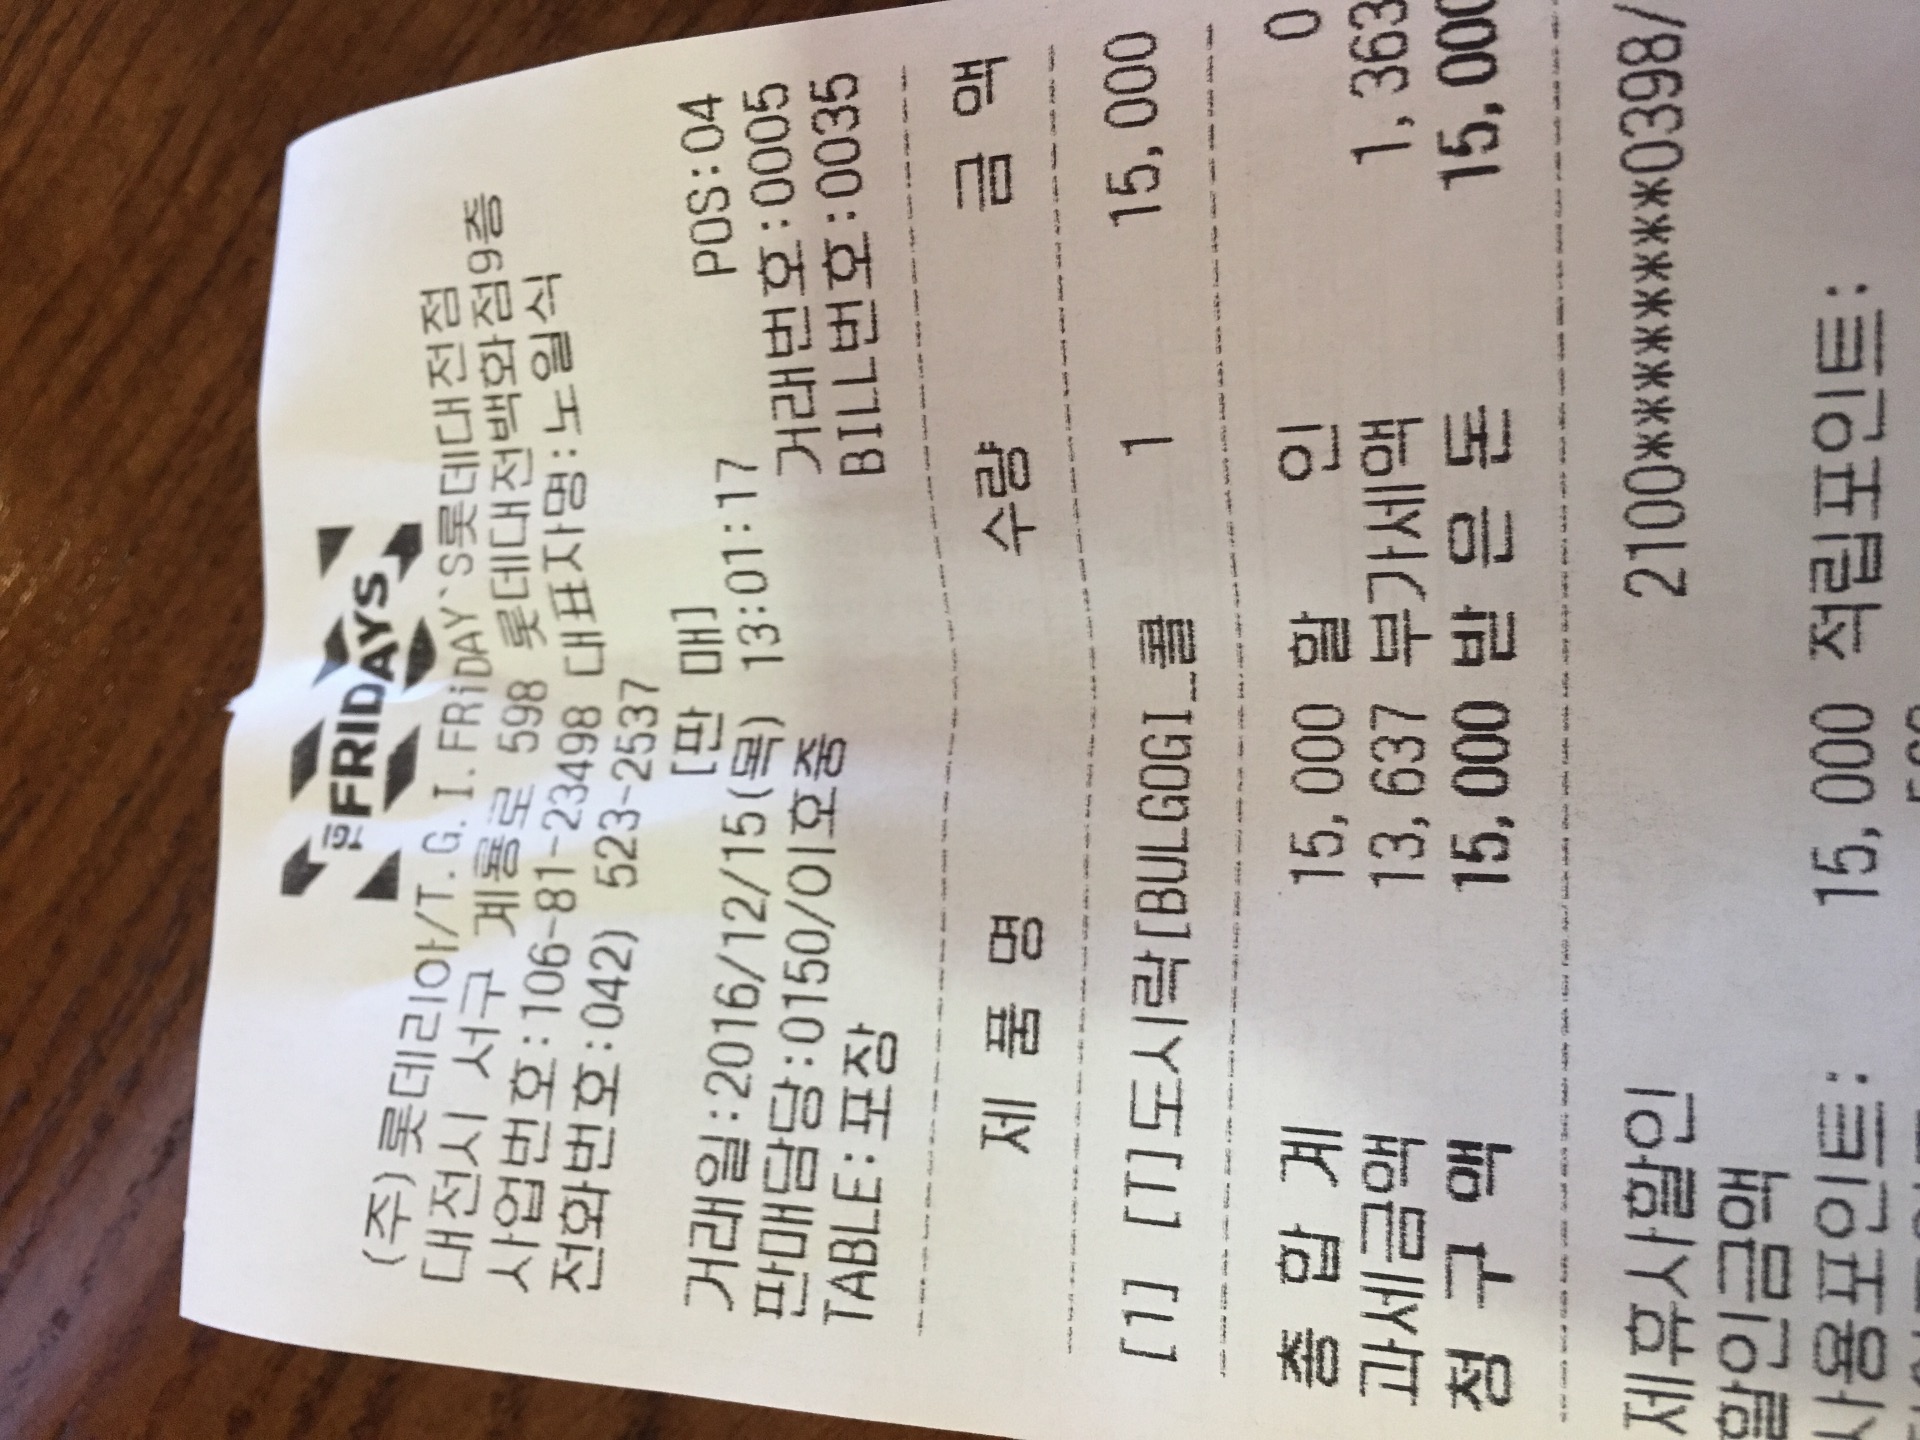 TGI FRIDAYS
(주)롯데리아/T.G.I.FRiDAY`S롯데대전점
대전시 서구 계룡로 598 롯데대전백화점9층
사업번호:106-81-23498 대표자명:노일식
전화번호:042) 523-2537
[판 매] POS:04
거래일:2016/12/15(목) 13:01:17 거래번호:0005
판매담당:0150/이호중 BILL번호:0035
TABLE:포장
제 품 명 수량 금 액
[1] [T]도시락[BULGOGI_콜 1 15,000
총 합 계 15,000 할 인 0
과세금액 13,637 부가세액 1,363
청 구 액 15,000 받 은 돈 15,000
제휴사할인 2100**********0398/
할인금액
사용포인트: 15,000 적립포인트: